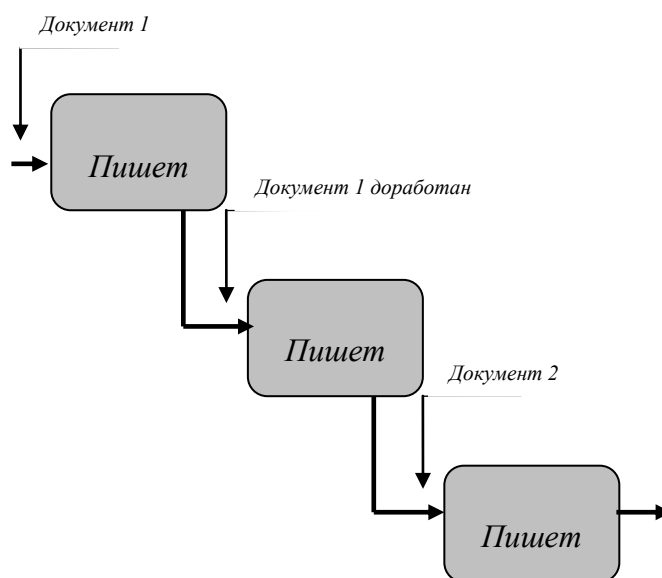 Документ 1
Пишет
Документ 1 доработан
Пишет
Документ 2
Пишет